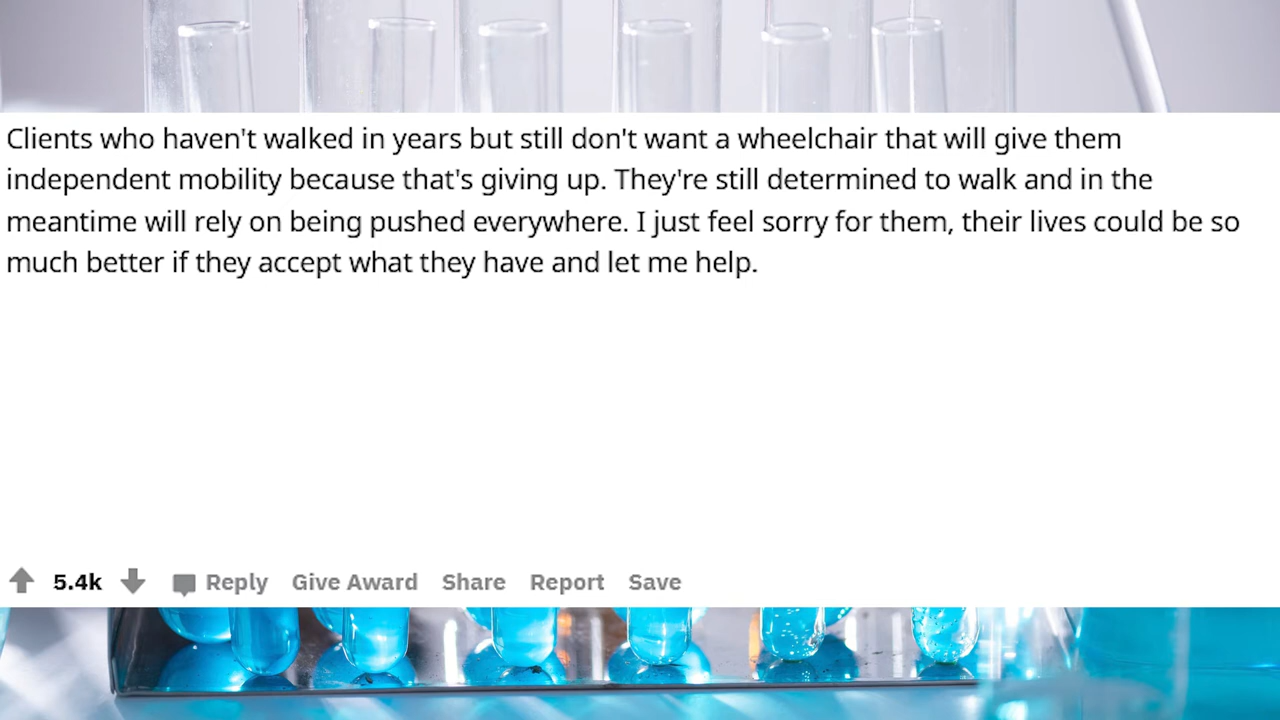 Clients who haven't walked in years but still don't want a wheelchair that will give them
independent mobility because that's giving up. They're still determined to walk and in the
meantime will rely on being pushed everywhere. I just feel sorry for them, their lives could be so
much better if they accept what they have and let me help.
5.4k Reply Give Award Share Report Save